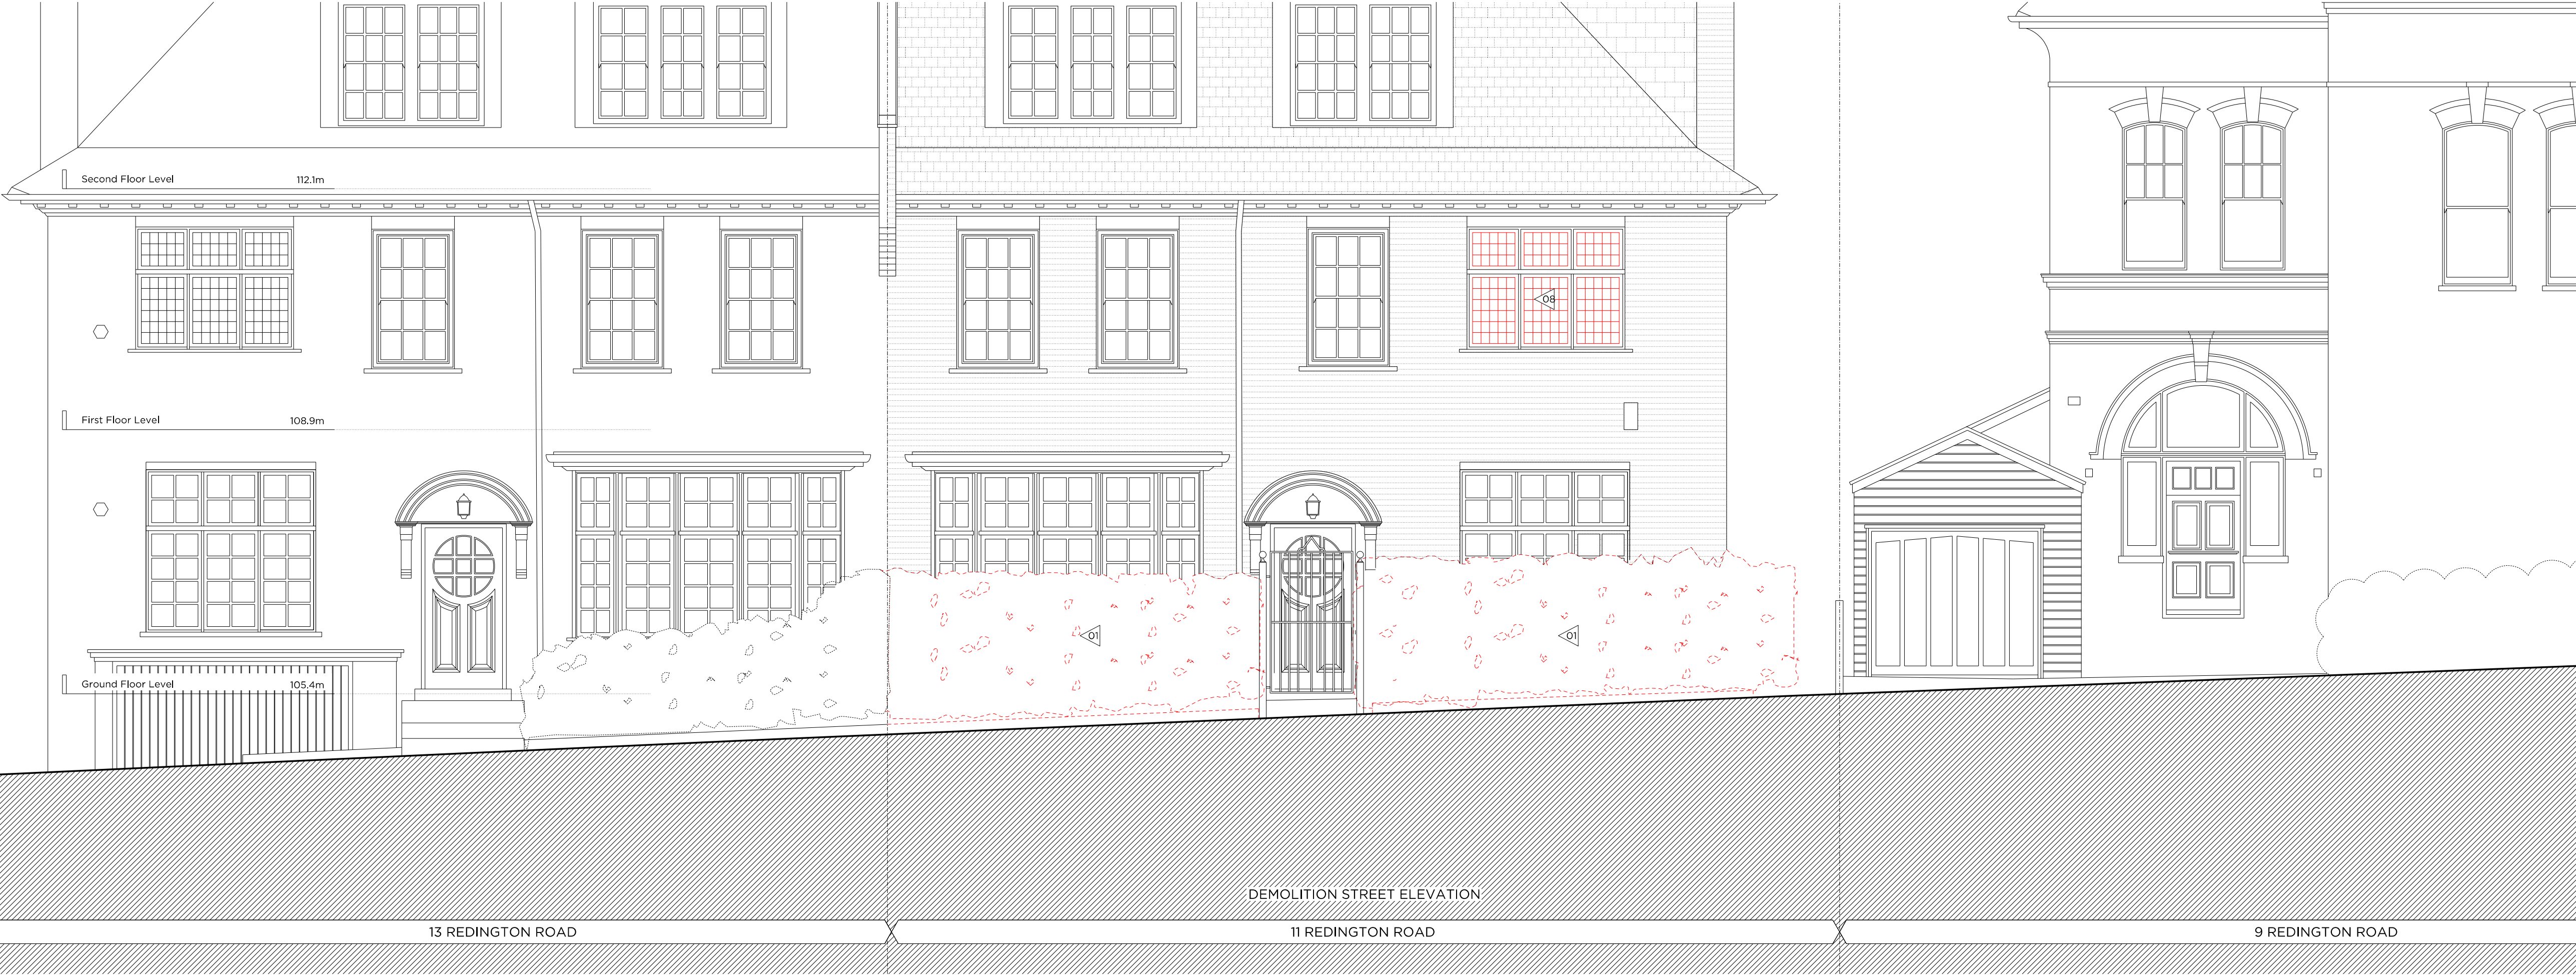 Second Floor Level 112.1m
08
First Floor Level 108.9m
01
01
Ground Floor Level 105.4m
DEMOLITION STREET ELEVATION
13 REDINGTON ROAD
11 REDINGTON ROAD
9 REDINGTON ROAD